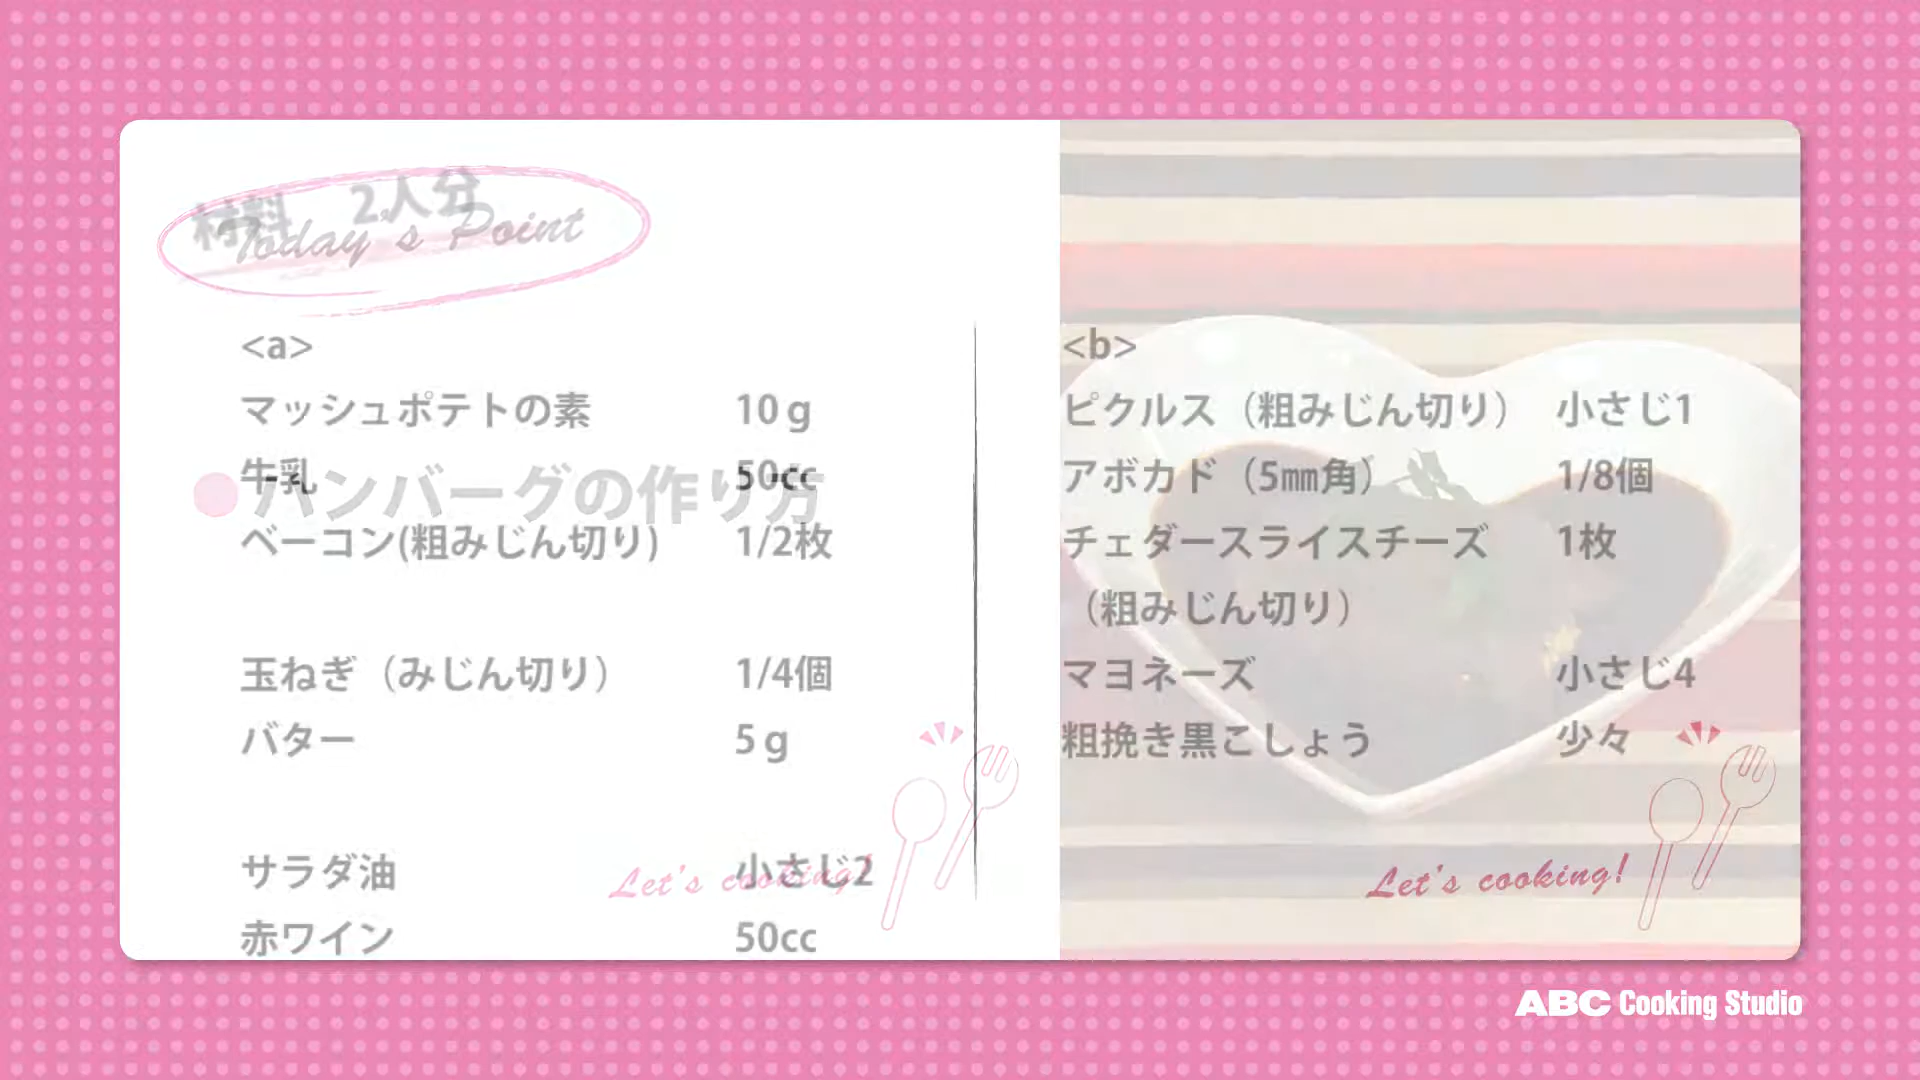 材料 2人分
Today's Point
<a>
マッシュポテトの素 10g
牛乳 50cc
ハンバーグの作り方
ベーコン(粗みじん切り) 1/2枚
玉ねぎ（みじん切り） 1/4個
バター 5g
サラダ油 小さじ2
赤ワイン 50cc
Let's cooking!
<b>
ピクルス（粗みじん切り） 小さじ1
アボカド（5㎜角） 1/8個
チェダースライスチーズ 1枚
（粗みじん切り）
マヨネーズ 小さじ4
粗挽き黒こしょう 少々
Let's cooking!
ABC Cooking Studio